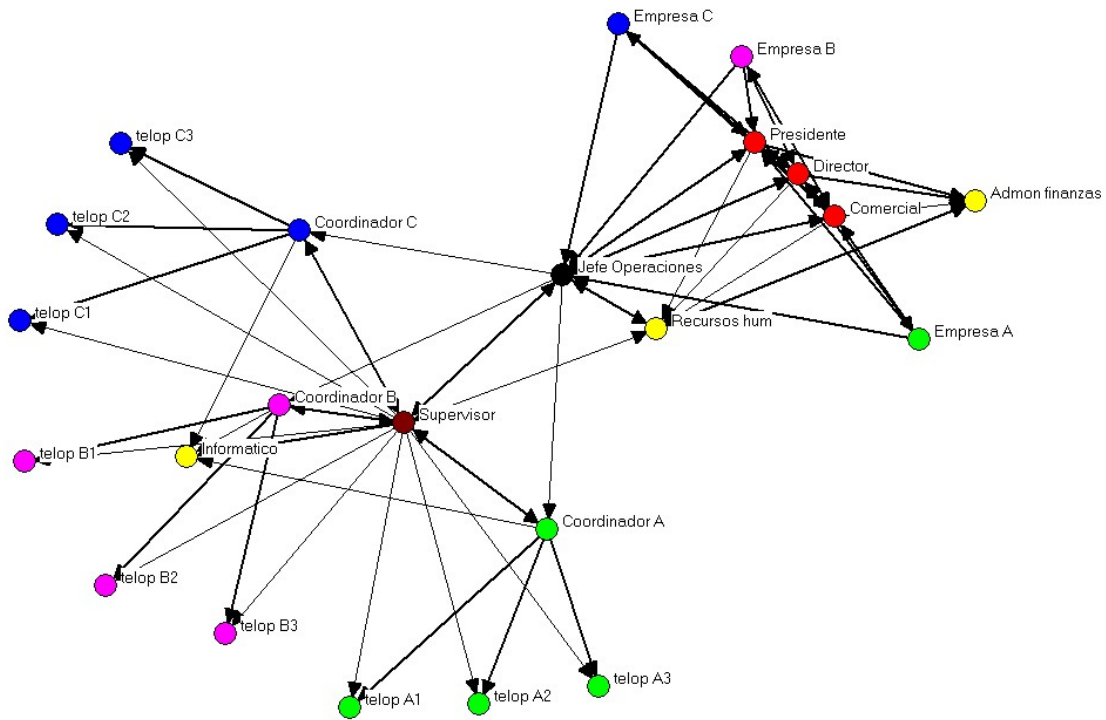 Empresa C
Empresa B
telop C3
Presidente
Director
Admon finanzas
Comercial
telop C2
Coordinador C
Jefe Operaciones
telop C1
Recursos hum
Empresa A
Coordinador B
Supervisor
telop B1
Informatico
Coordinador A
telop B2
telop B3
telop A3
telop A1
telop A2